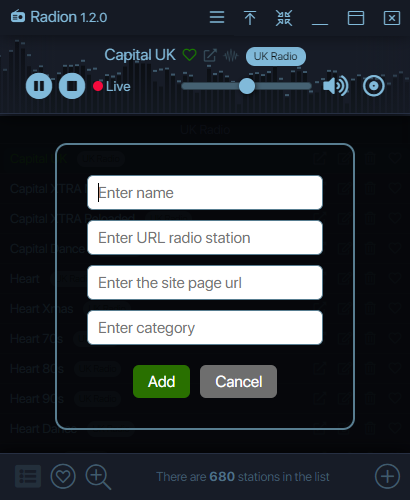 Radion 1.2.0
Capital UK UK Radio
Live
UK Radio
Capital
Capital XTRA
Capital XTRA Reloaded
Capital Dance
Enter name
Enter URL radio station
Enter the site page url
Enter category
Heart
Heart Xmas
Heart 70s
Heart 80s
Heart 90s
Heart Dance
Add Cancel
There are 680 stations in the list